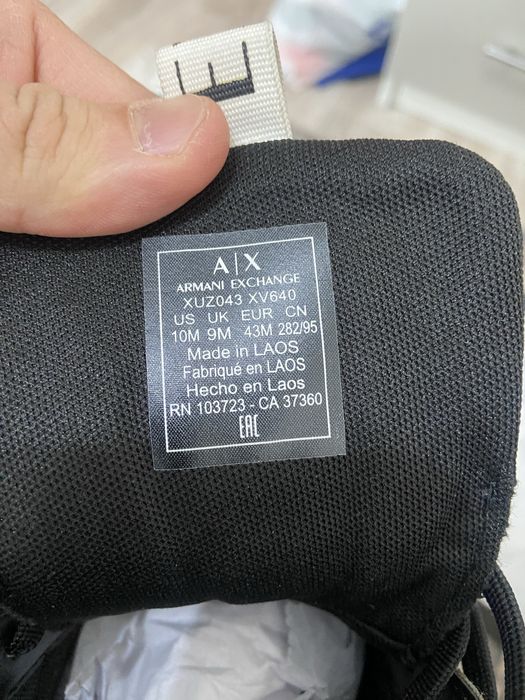 E
A|X
ARMANI EXCHANGE
XUZ043 XV640
US UK EUR CN
10M 9M 43M 282/95
Made in LAOS
Fabriqué en LAOS
Hecho en Laos
RN 103723 - CA 37360
EAC